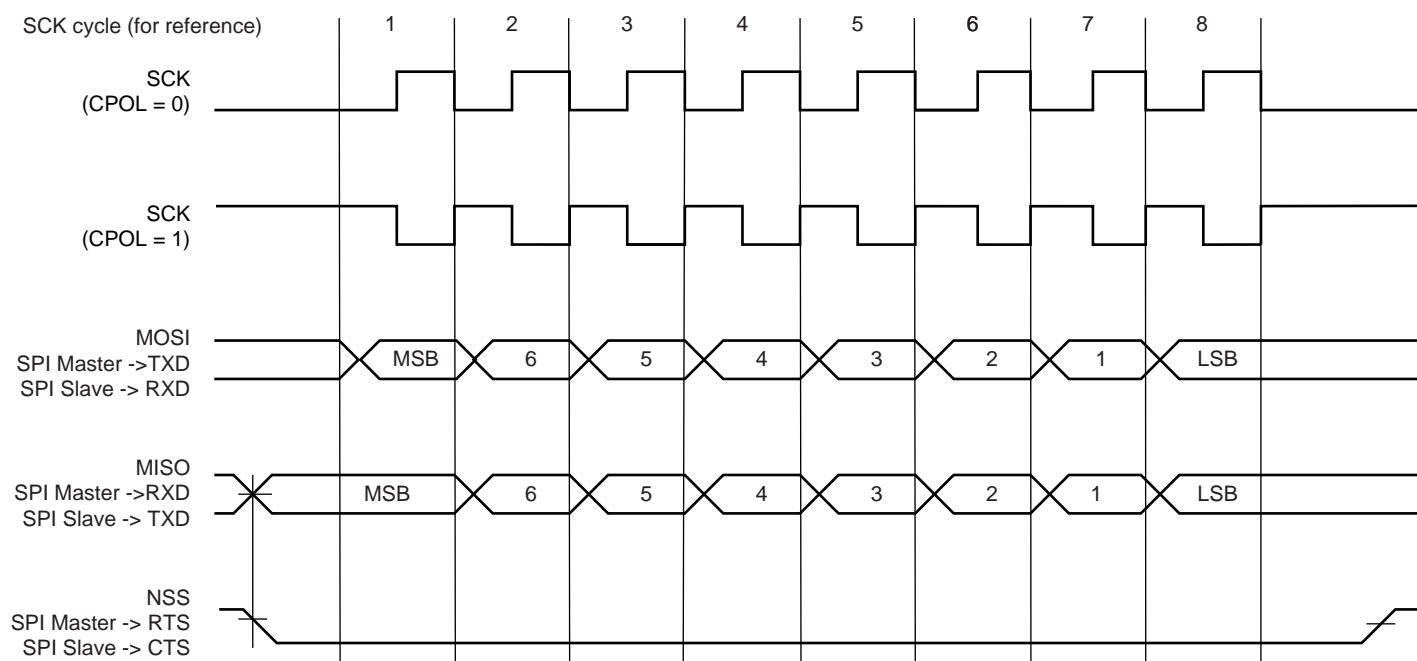 SCK cycle (for reference) 1 2 3 4 5 6 7 8
SCK
(CPOL = 0)
SCK
(CPOL = 1)
MOSI
SPI Master ->TXD
SPI Slave -> RXD
MSB 6 5 4 3 2 1 LSB
MISO
SPI Master ->RXD
SPI Slave -> TXD
MSB 6 5 4 3 2 1 LSB
NSS
SPI Master -> RTS
SPI Slave -> CTS